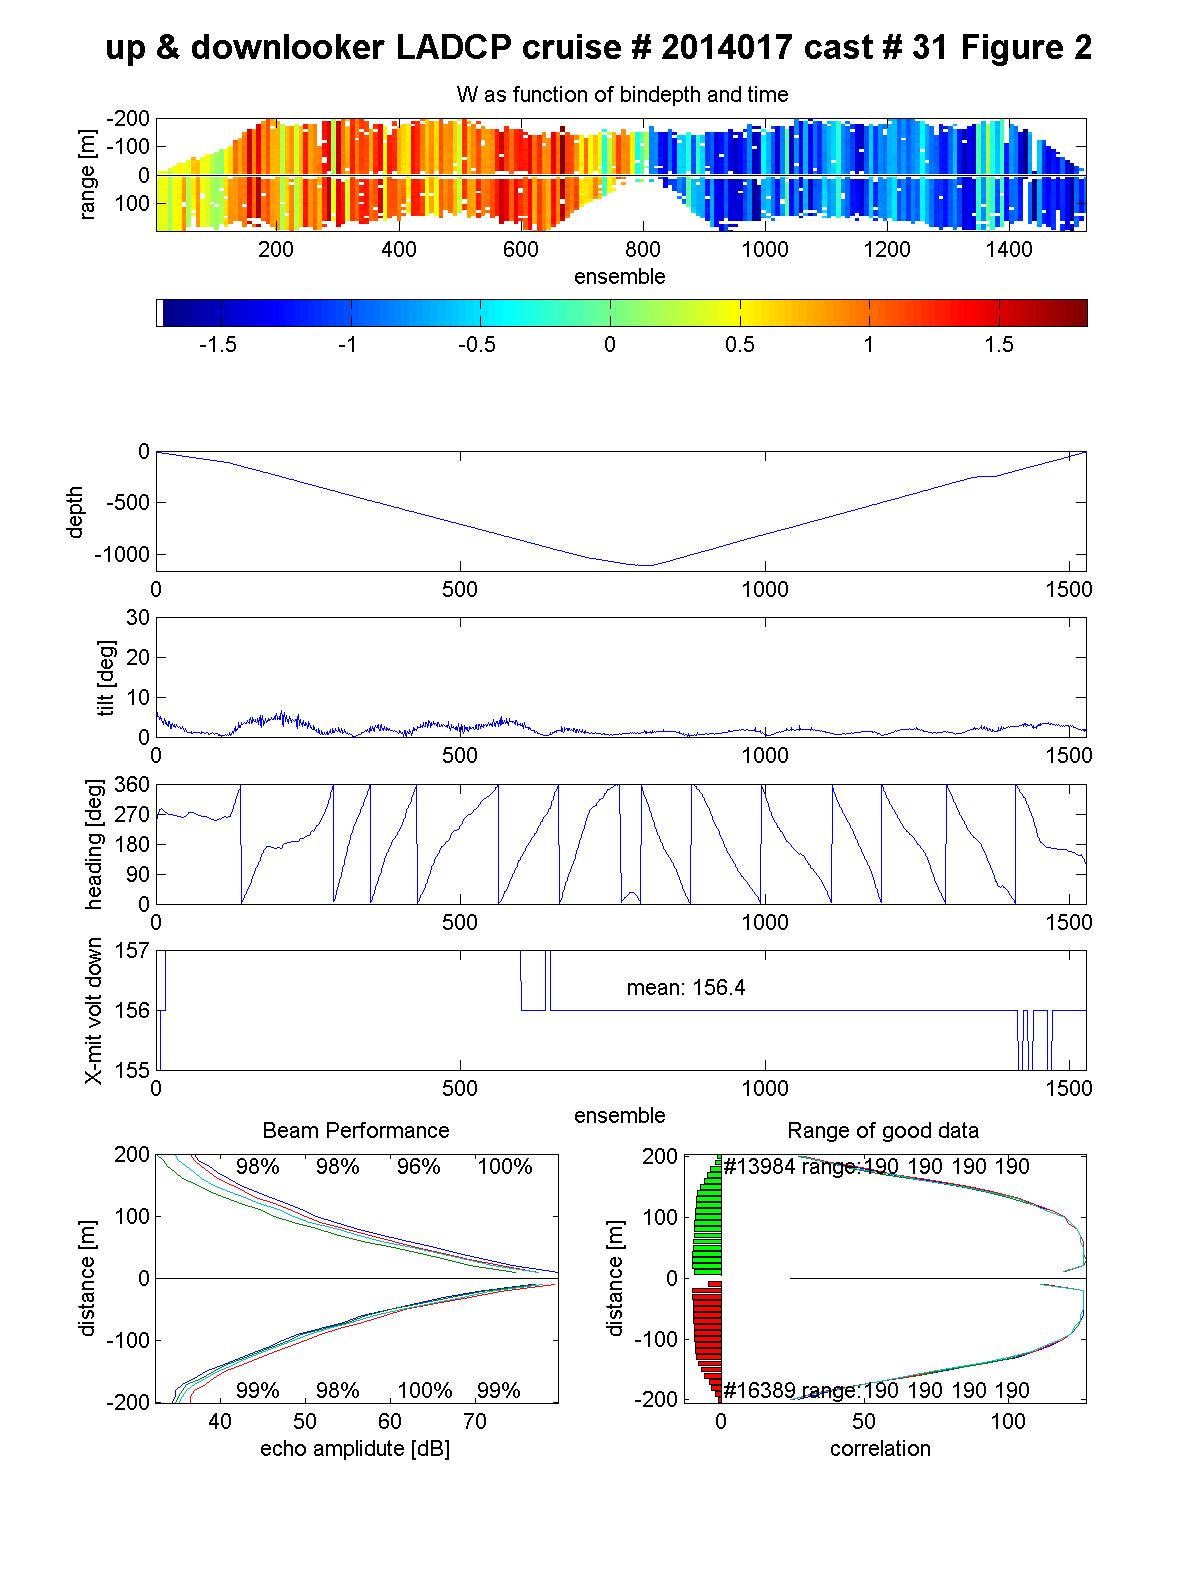 up & downlooker LADCP cruise # 2014017 cast # 31 Figure 2
W as function of bindepth and time
-200
-100
0
100
range [m]
200 400 600 800 1000 1200 1400
ensemble
-1.5 -1 -0.5 0 0.5 1 1.5
0
-500
-1000
depth
0 500 1000 1500
30
20
10
0
tilt [deg]
0 500 1000 1500
360
270
180
90
0
heading [deg]
0 500 1000 1500
157
156
155
X-mit volt down
mean: 156.4
0 500 1000 1500
ensemble
Beam Performance
200
100
0
-100
-200
distance [m]
98% 98% 96% 100%
99% 98% 100% 99%
40 50 60 70
echo amplidute [dB]
Range of good data
200
100
0
-100
-200
distance [m]
#13984 range: 190 190 190 190
#16389 range: 190 190 190 190
0 50 100
correlation